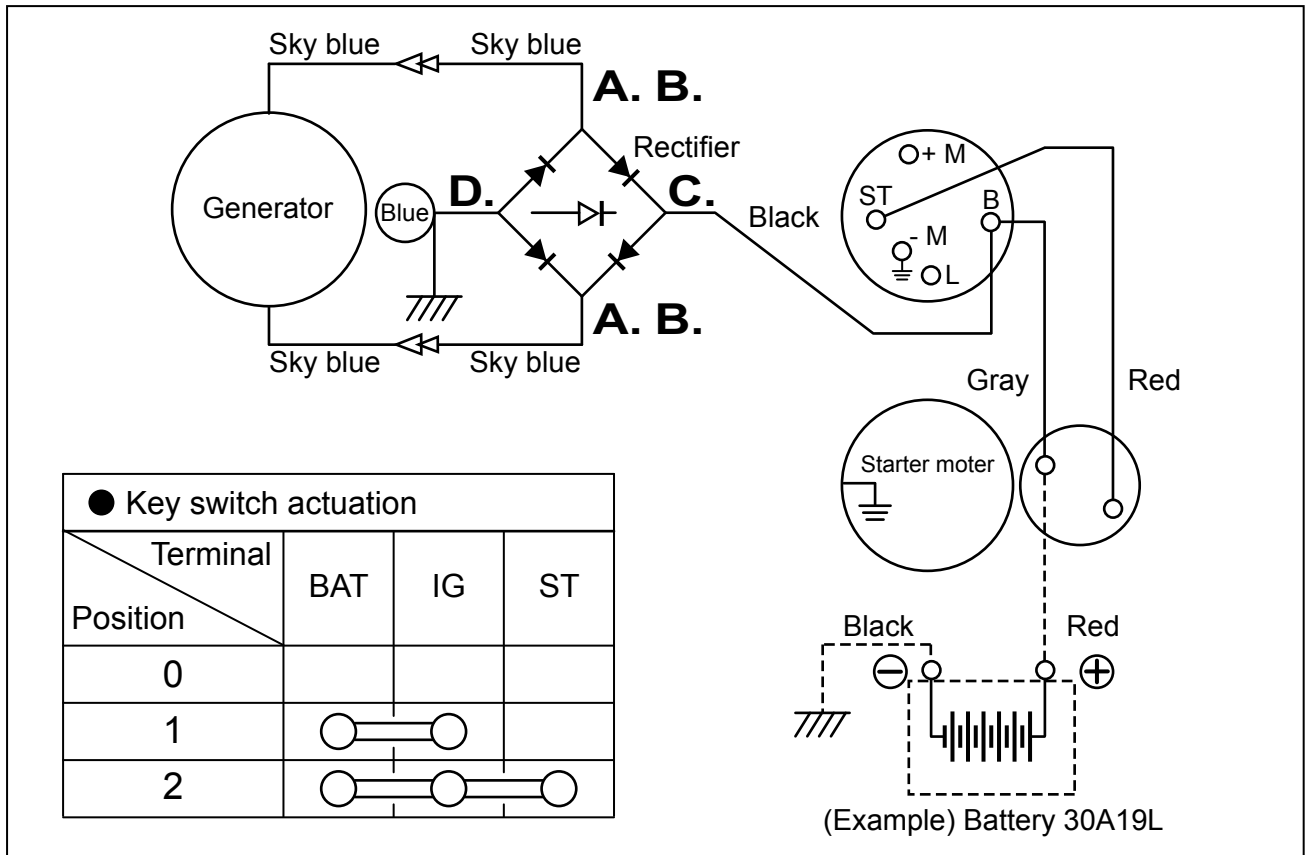 Sky blue Sky blue
A. B.
Rectifier
Generator
Blue
D.
C.
Black
+ M
ST
B
- M
L
A. B.
Sky blue Sky blue
Gray
Red
Starter moter
● Key switch actuation
Terminal
Position
BAT IG ST
0
1
2
Black
Red
⊖ ⊕
(Example) Battery 30A19L